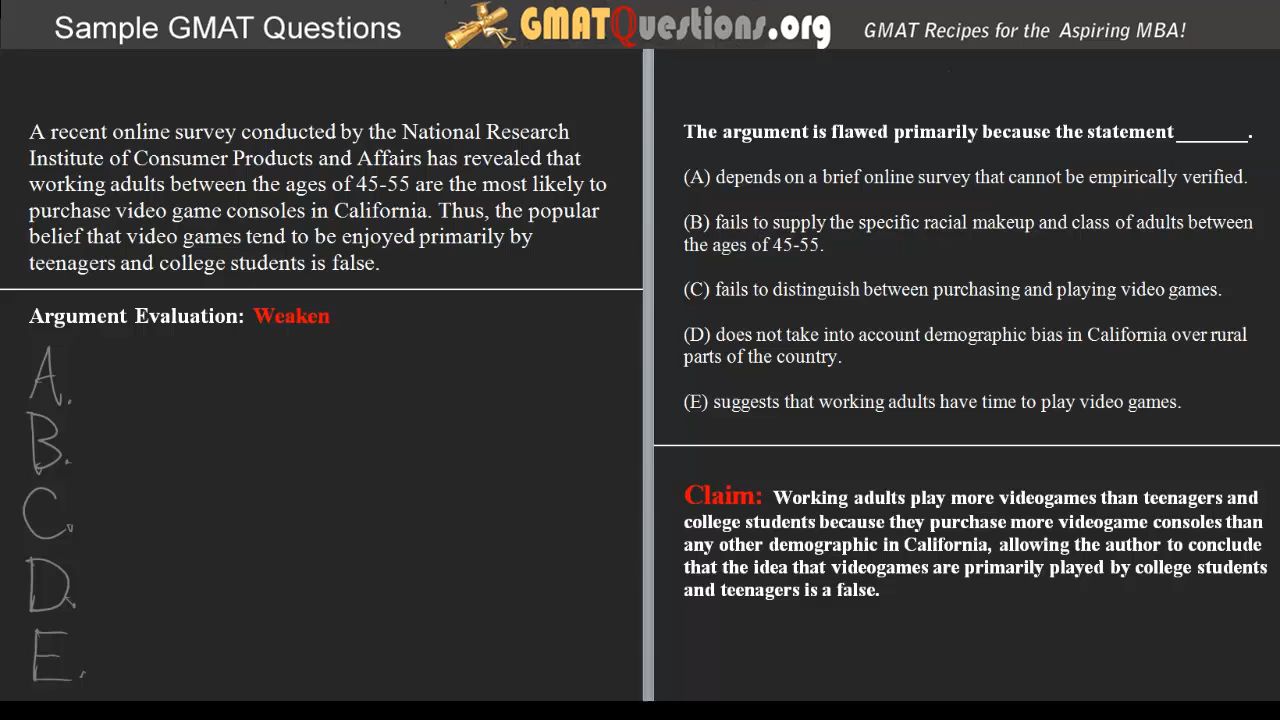 Sample GMAT Questions
GMATQuestions.org
GMAT Recipes for the Aspiring MBA!
A recent online survey conducted by the National Research
Institute of Consumer Products and Affairs has revealed that
working adults between the ages of 45-55 are the most likely to
purchase video game consoles in California. Thus, the popular
belief that video games tend to be enjoyed primarily by
teenagers and college students is false.
Argument Evaluation: Weaken
A.
B.
C.
D.
E.
The argument is flawed primarily because the statement _______.
(A) depends on a brief online survey that cannot be empirically verified.
(B) fails to supply the specific racial makeup and class of adults between
the ages of 45-55.
(C) fails to distinguish between purchasing and playing video games.
(D) does not take into account demographic bias in California over rural
parts of the country.
(E) suggests that working adults have time to play video games.
Claim: Working adults play more videogames than teenagers and
college students because they purchase more videogame consoles than
any other demographic in California, allowing the author to conclude
that the idea that videogames are primarily played by college students
and teenagers is a false.